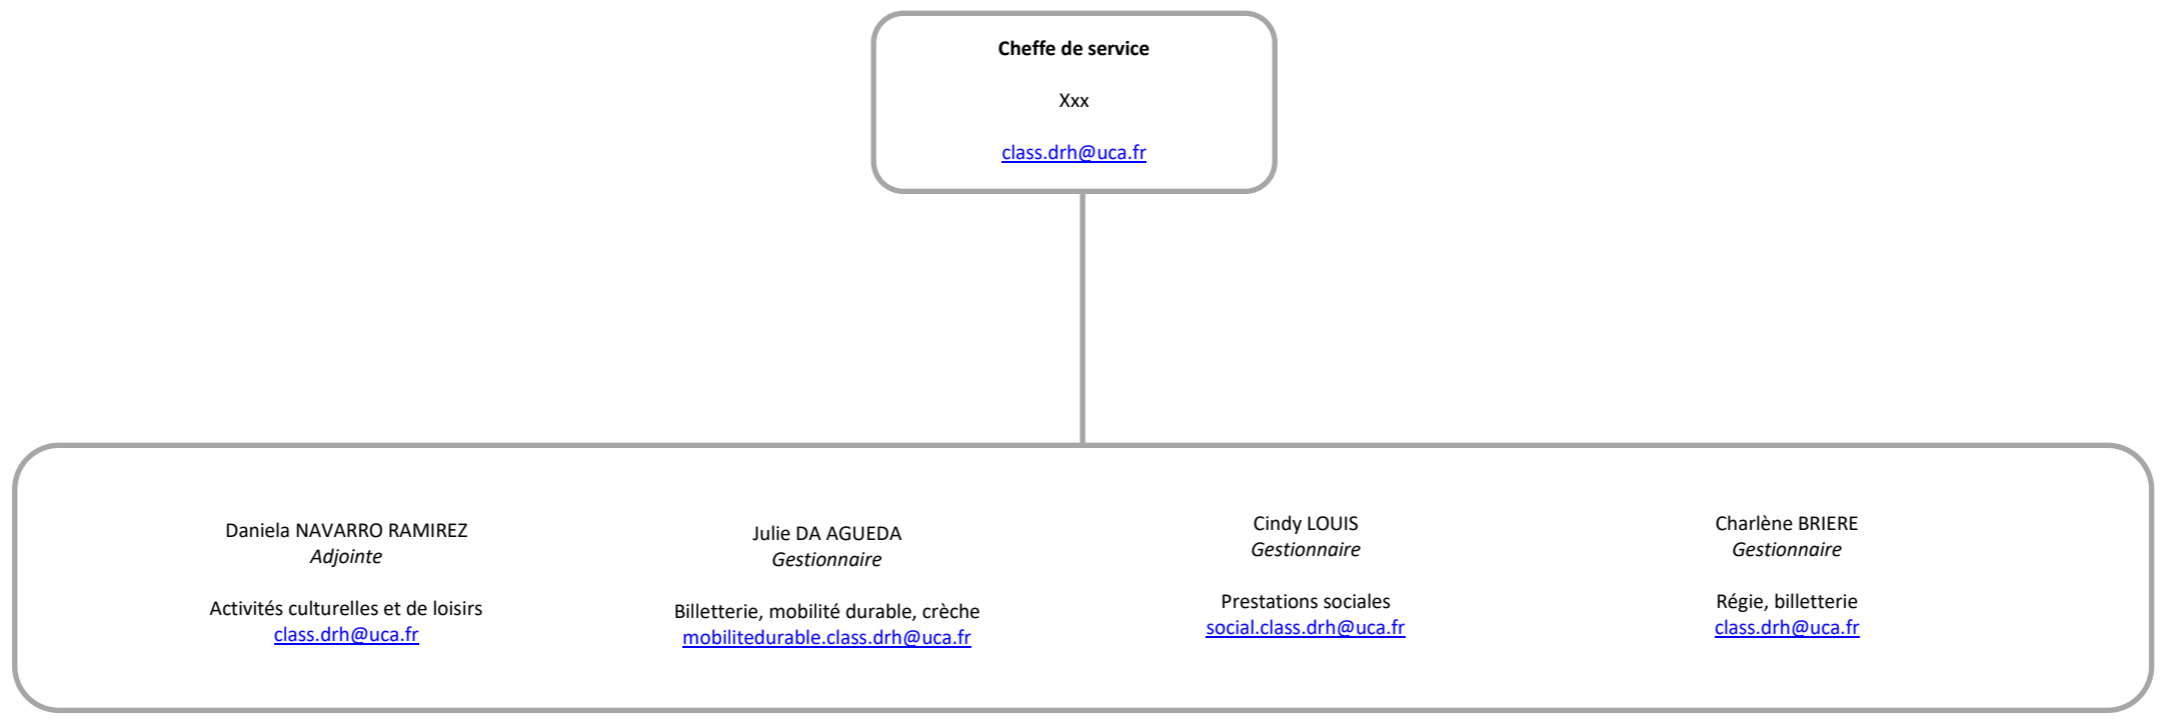 Cheffe de service
Xxx
class.drh@uca.fr
Daniela NAVARRO RAMIREZ
Adjointe
Activités culturelles et de loisirs
class.drh@uca.fr
Julie DA AGUEDA
Gestionnaire
Billetterie, mobilité durable, crèche
mobilitedurable.class.drh@uca.fr
Cindy LOUIS
Gestionnaire
Prestations sociales
social.class.drh@uca.fr
Charlène BRIERE
Gestionnaire
Régie, billetterie
class.drh@uca.fr